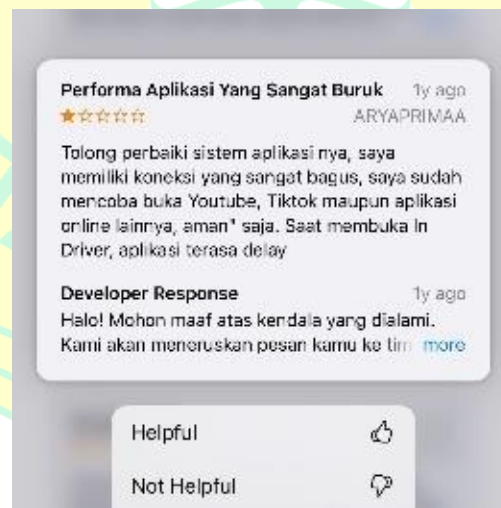 Performa Aplikasi Yang Sangat Buruk 1y ago
ARYAPRIMAA
Tolong perbaiki sistem aplikasi nya, saya
memiliki koneksi yang sangat bagus, saya sudah
mencoba buka Youtube, Tiktok maupun aplikasi
online lainnya, aman" saja. Saat membuka In
Driver, aplikasi terasa delay
Developer Response 1y ago
Halo! Mohon maaf atas kendala yang dialami.
Kami akan meneruskan pesan kamu ke tim more
Helpful
Not Helpful